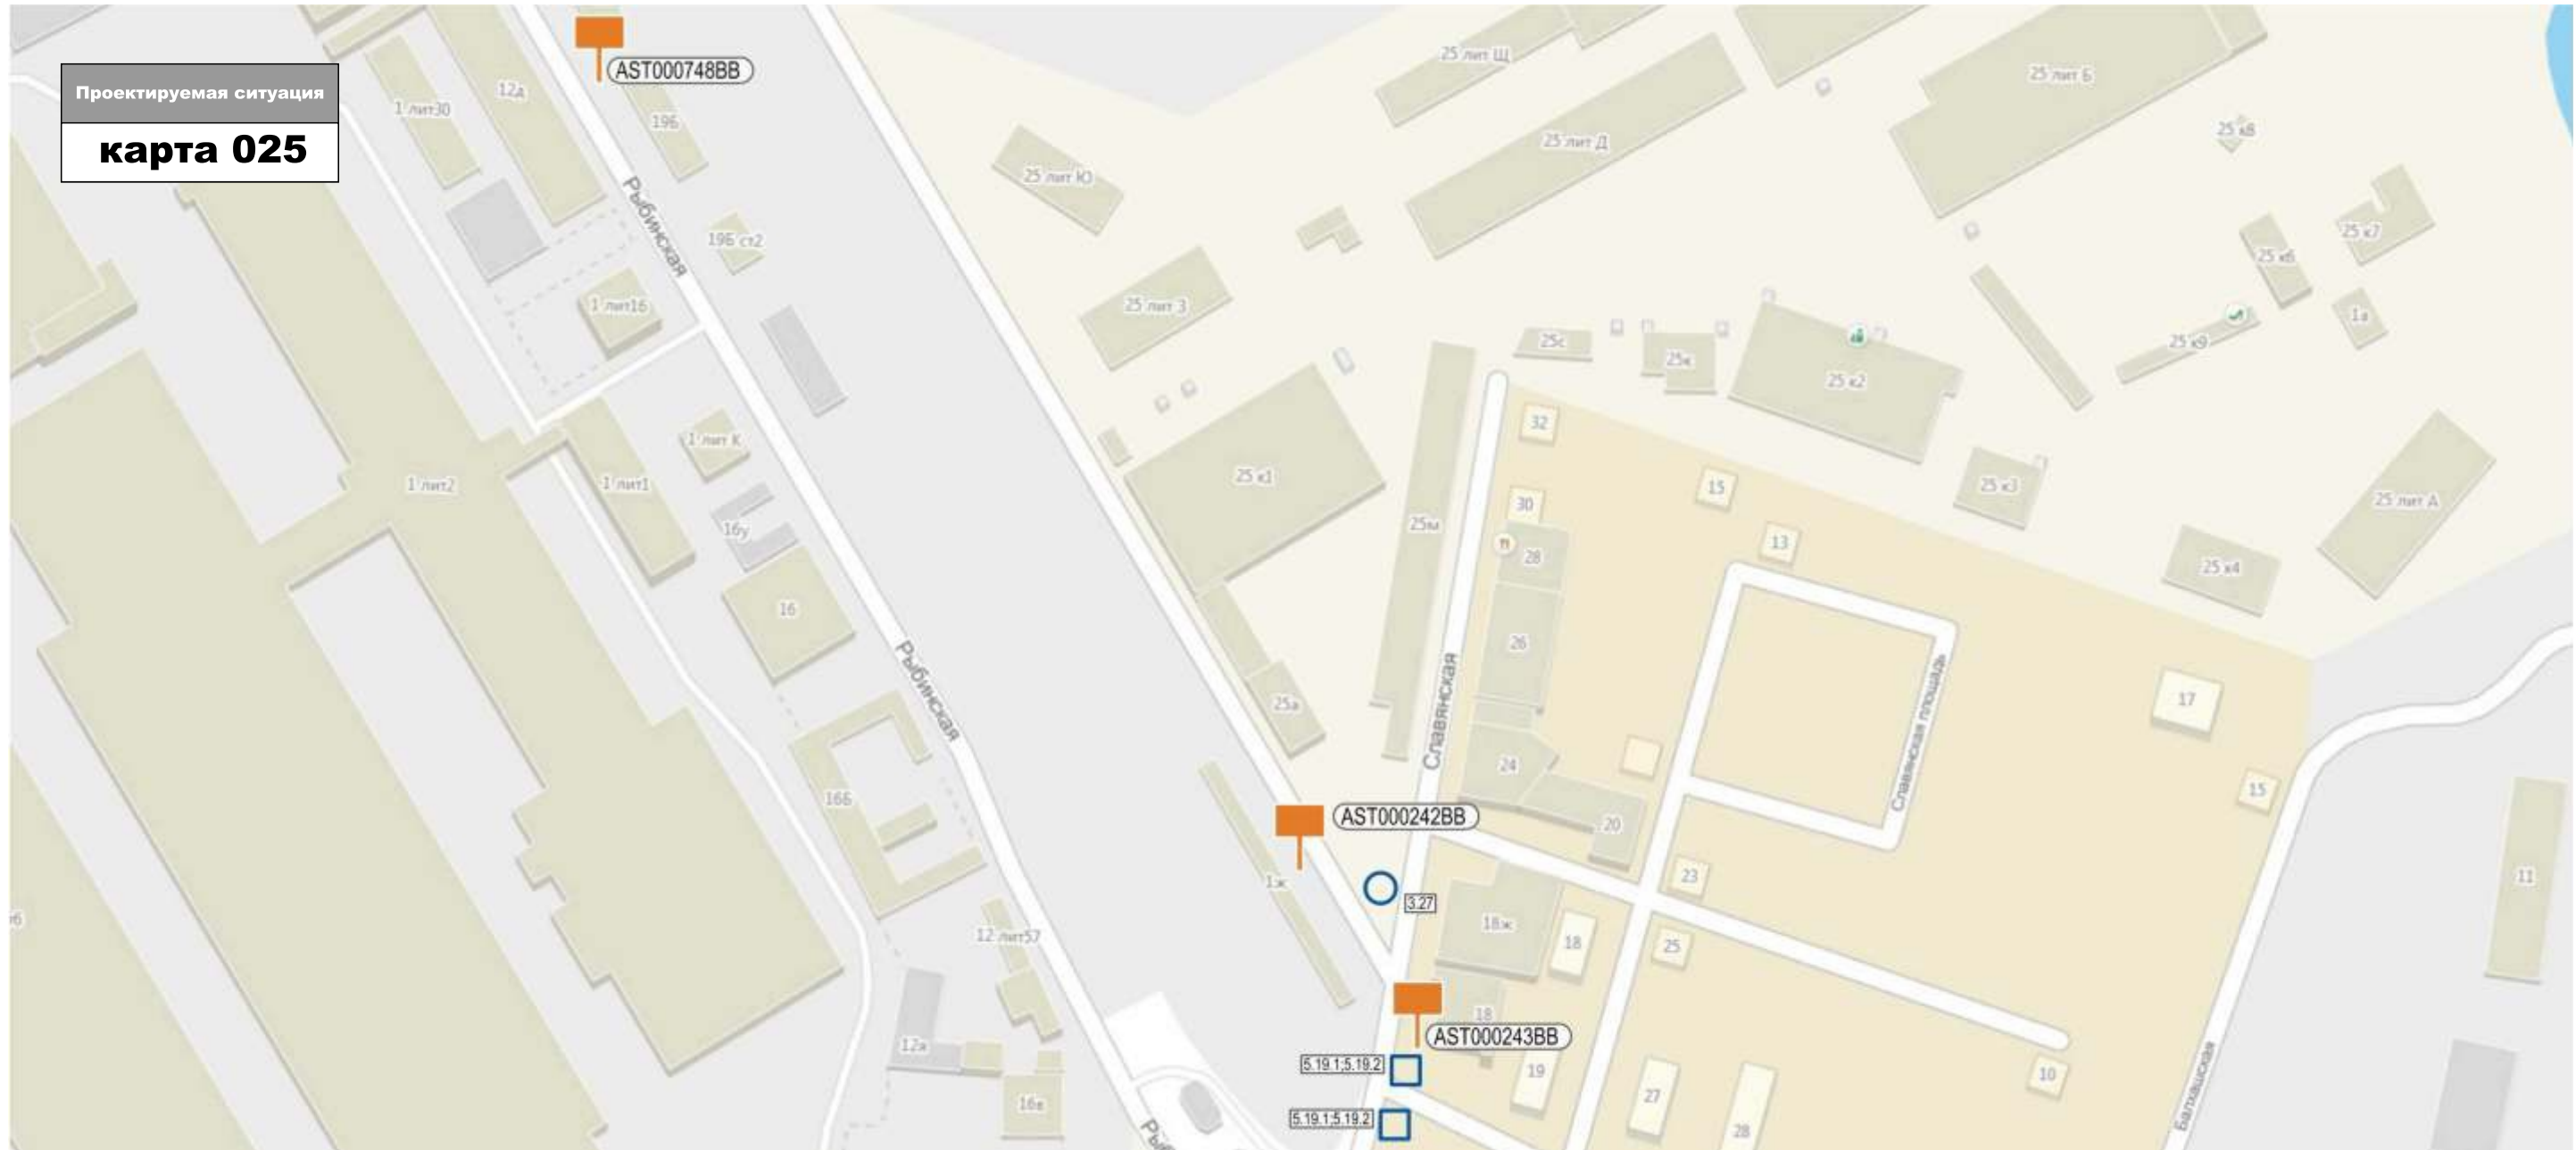 Проектируемая ситуация
карта 025
AST000748BB
12д
1 лит30
19Б
Рыбинская
19Б ст2
1 лит16
1 лит К
1 лит1
1 лит2
16у
16
Рыбинская
16Б
12 лит57
16в
25 лит Щ
25 лит Б
25 лит Д
25 лит Ю
25 к8
25 к7
25 к6
25 лит З
1а
25 к9
25с
25к
25 к2
32
25 к1
15
25 к3
25 лит А
30
25м
13
28
25 к4
26
Славянская
Славянская площадь
17
25а
24
15
AST000242BB
20
23
11
1ж
3.27
18ж
18
25
18
AST000243BB
5.19.1;5.19.2
19
10
27
5.19.1;5.19.2
28
Балхашская
Рыб